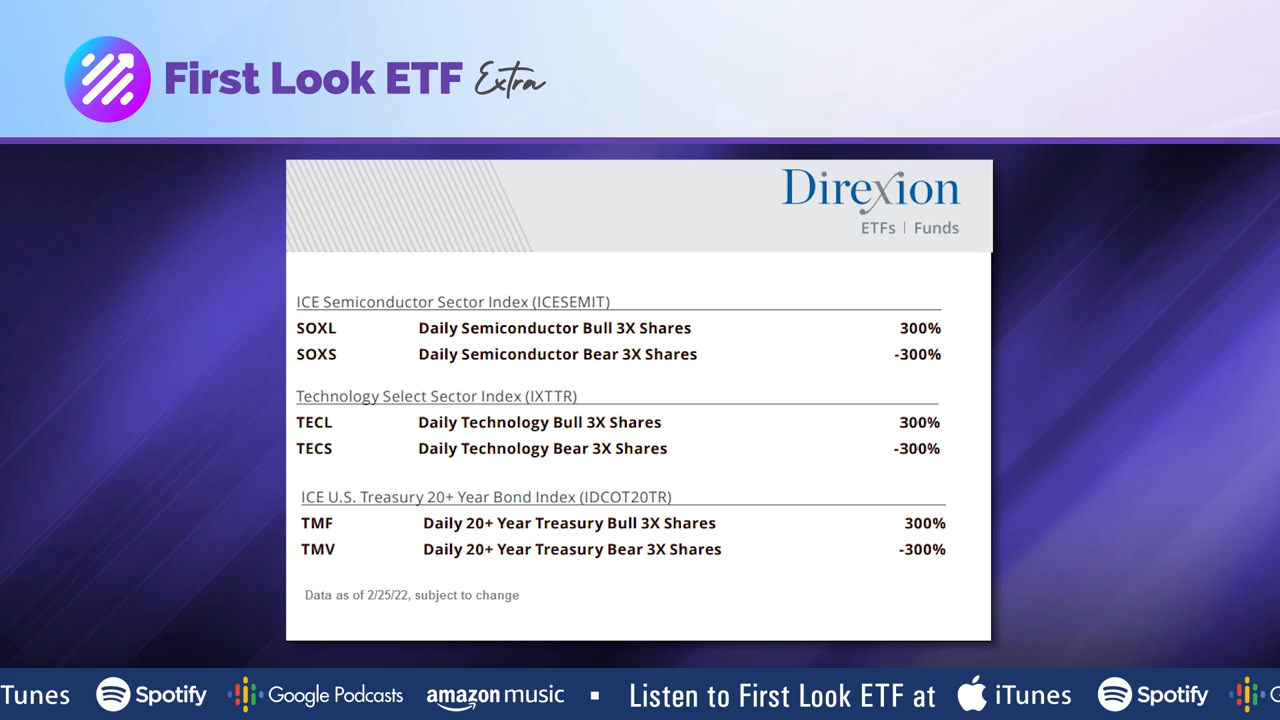 First Look ETF Extra
Direxion
ETFs | Funds
ICE Semiconductor Sector Index (ICESEMIT)
SOXL Daily Semiconductor Bull 3X Shares 300%
SOXS Daily Semiconductor Bear 3X Shares -300%
Technology Select Sector Index (IXTTR)
TECL Daily Technology Bull 3X Shares 300%
TECS Daily Technology Bear 3X Shares -300%
ICE U.S. Treasury 20+ Year Bond Index (IDCOT20TR)
TMF Daily 20+ Year Treasury Bull 3X Shares 300%
TMV Daily 20+ Year Treasury Bear 3X Shares -300%
Data as of 2/25/22, subject to change
Tunes Spotify Google Podcasts amazon music ▪ Listen to First Look ETF at iTunes Spotify G